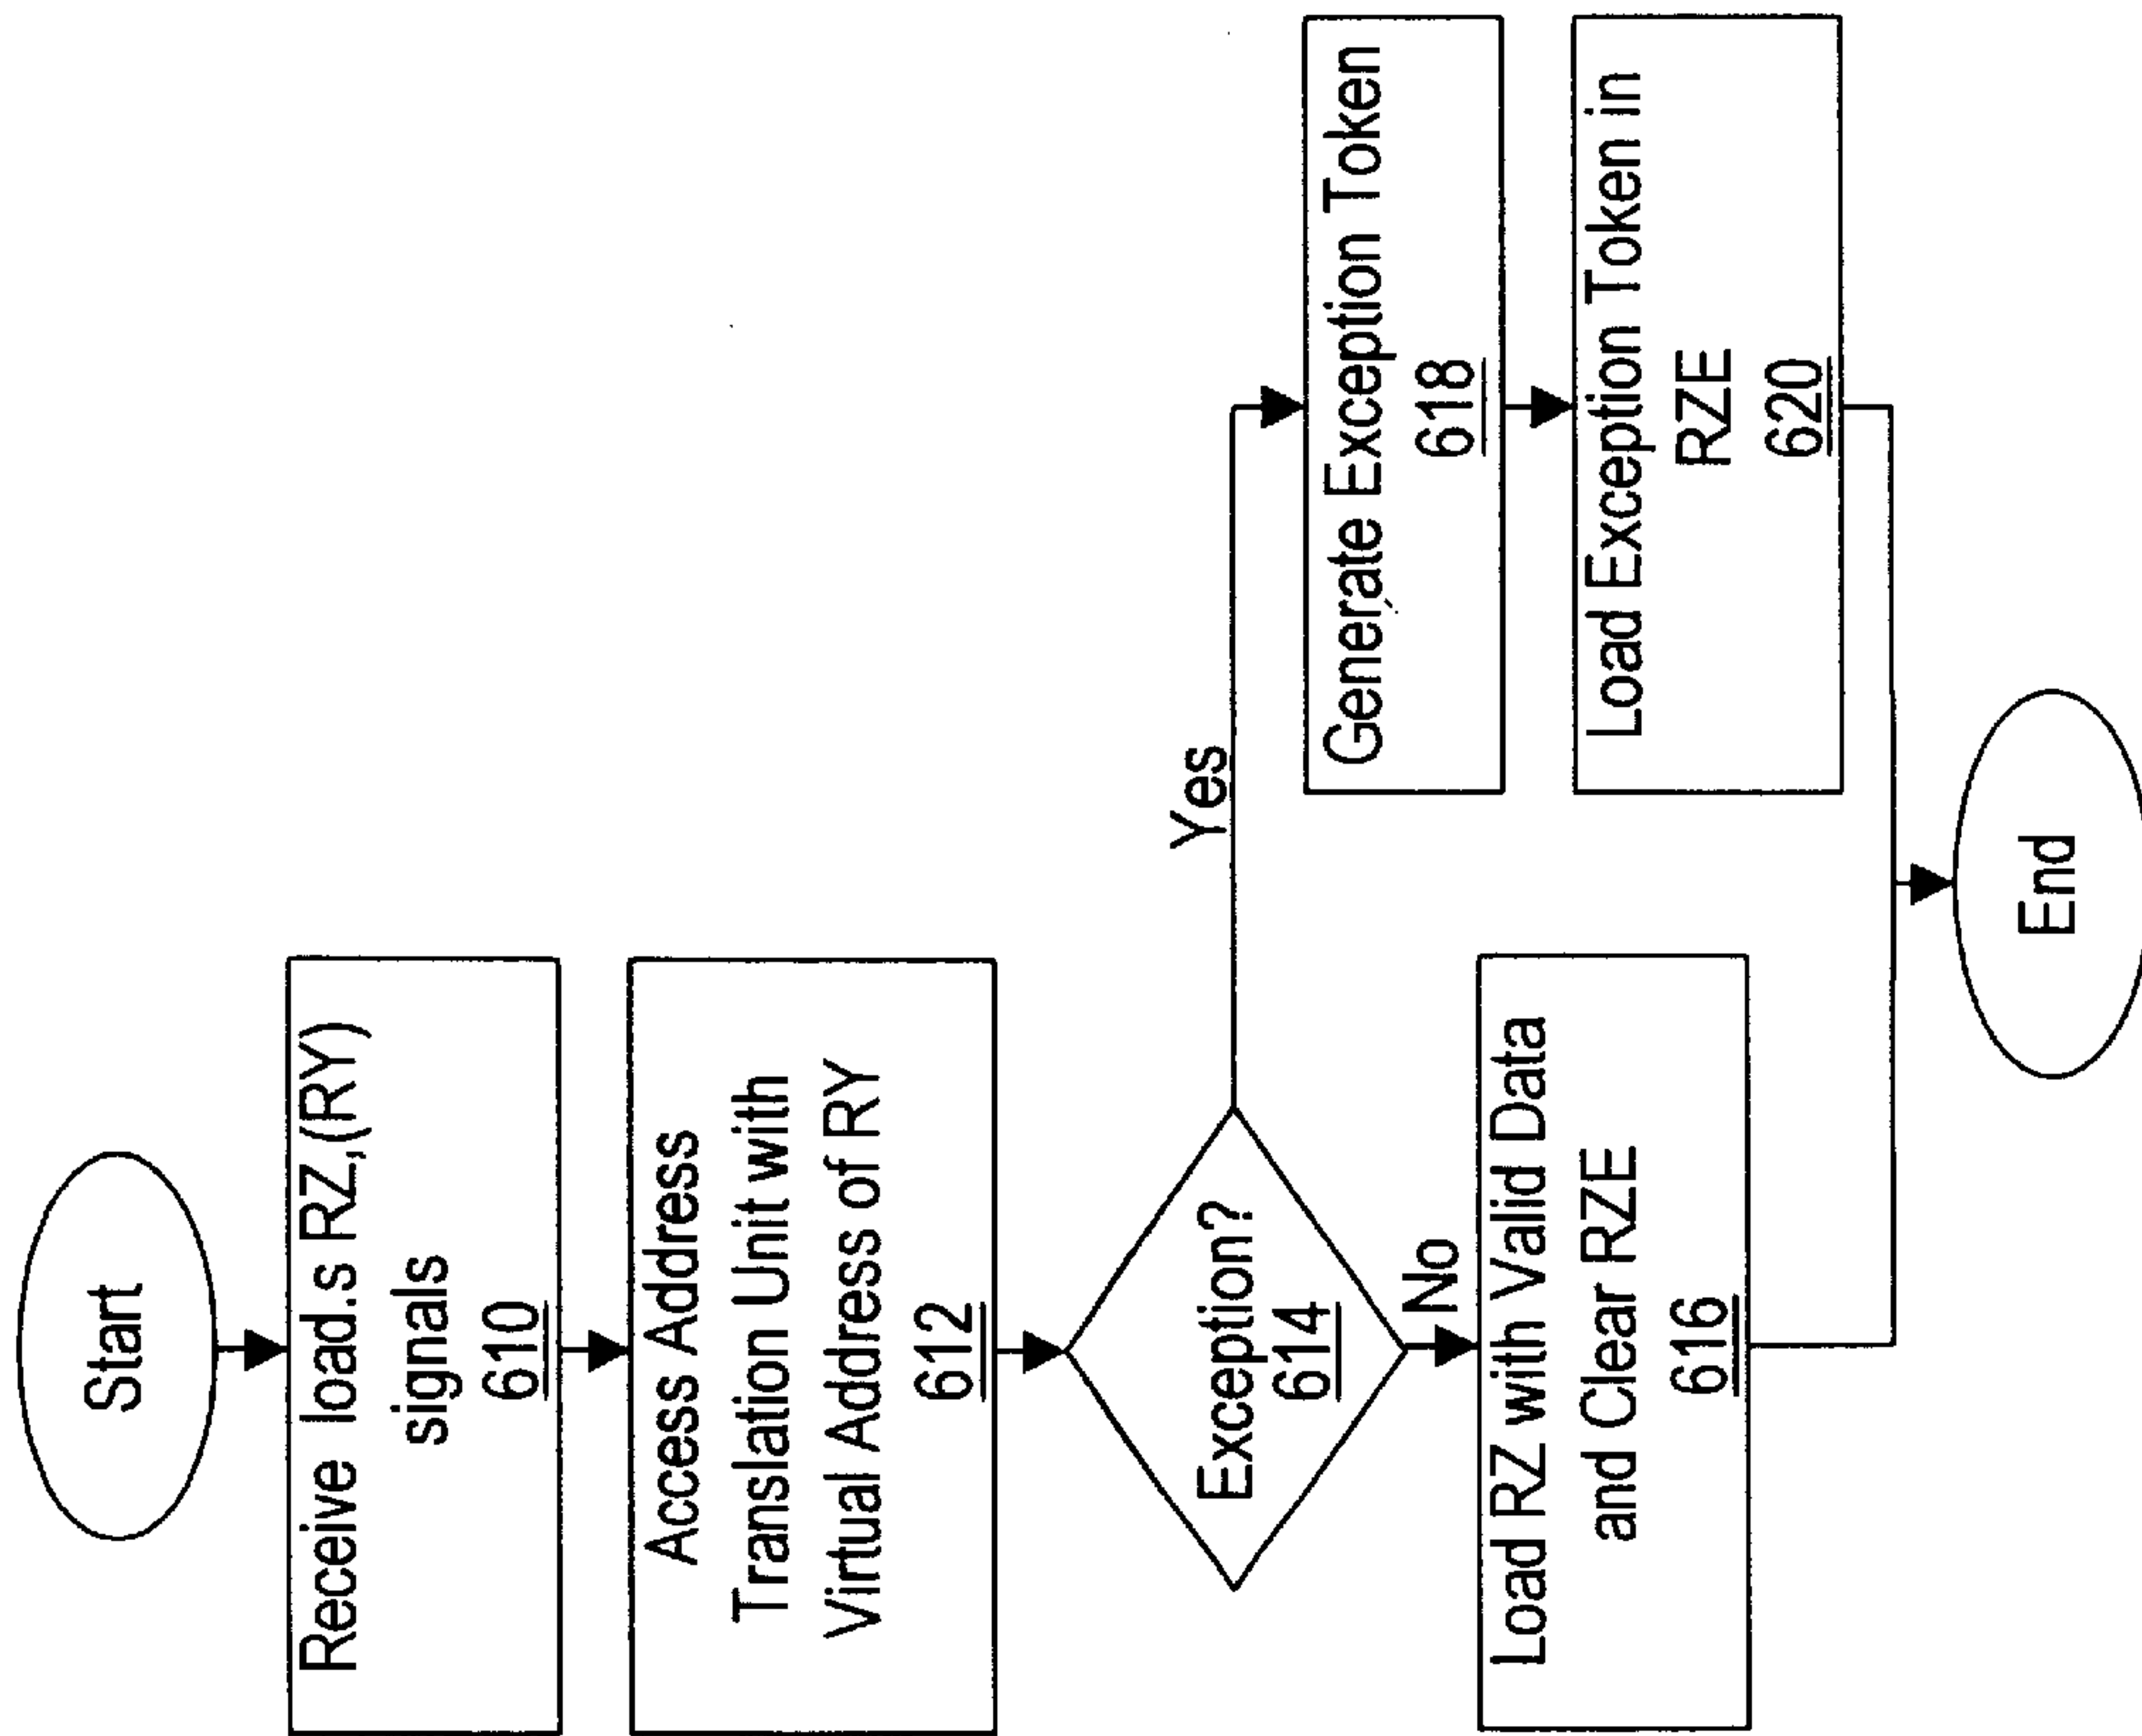 Start
Receive load.s RZ,(RY)
signals
610
Access Address
Translation Unit with
Virtual Address of RY
612
Exception?
614
Yes
No
Load RZ with Valid Data
and Clear RZE
616
Generate Exception Token
618
Load Exception Token in
RZE
620
End